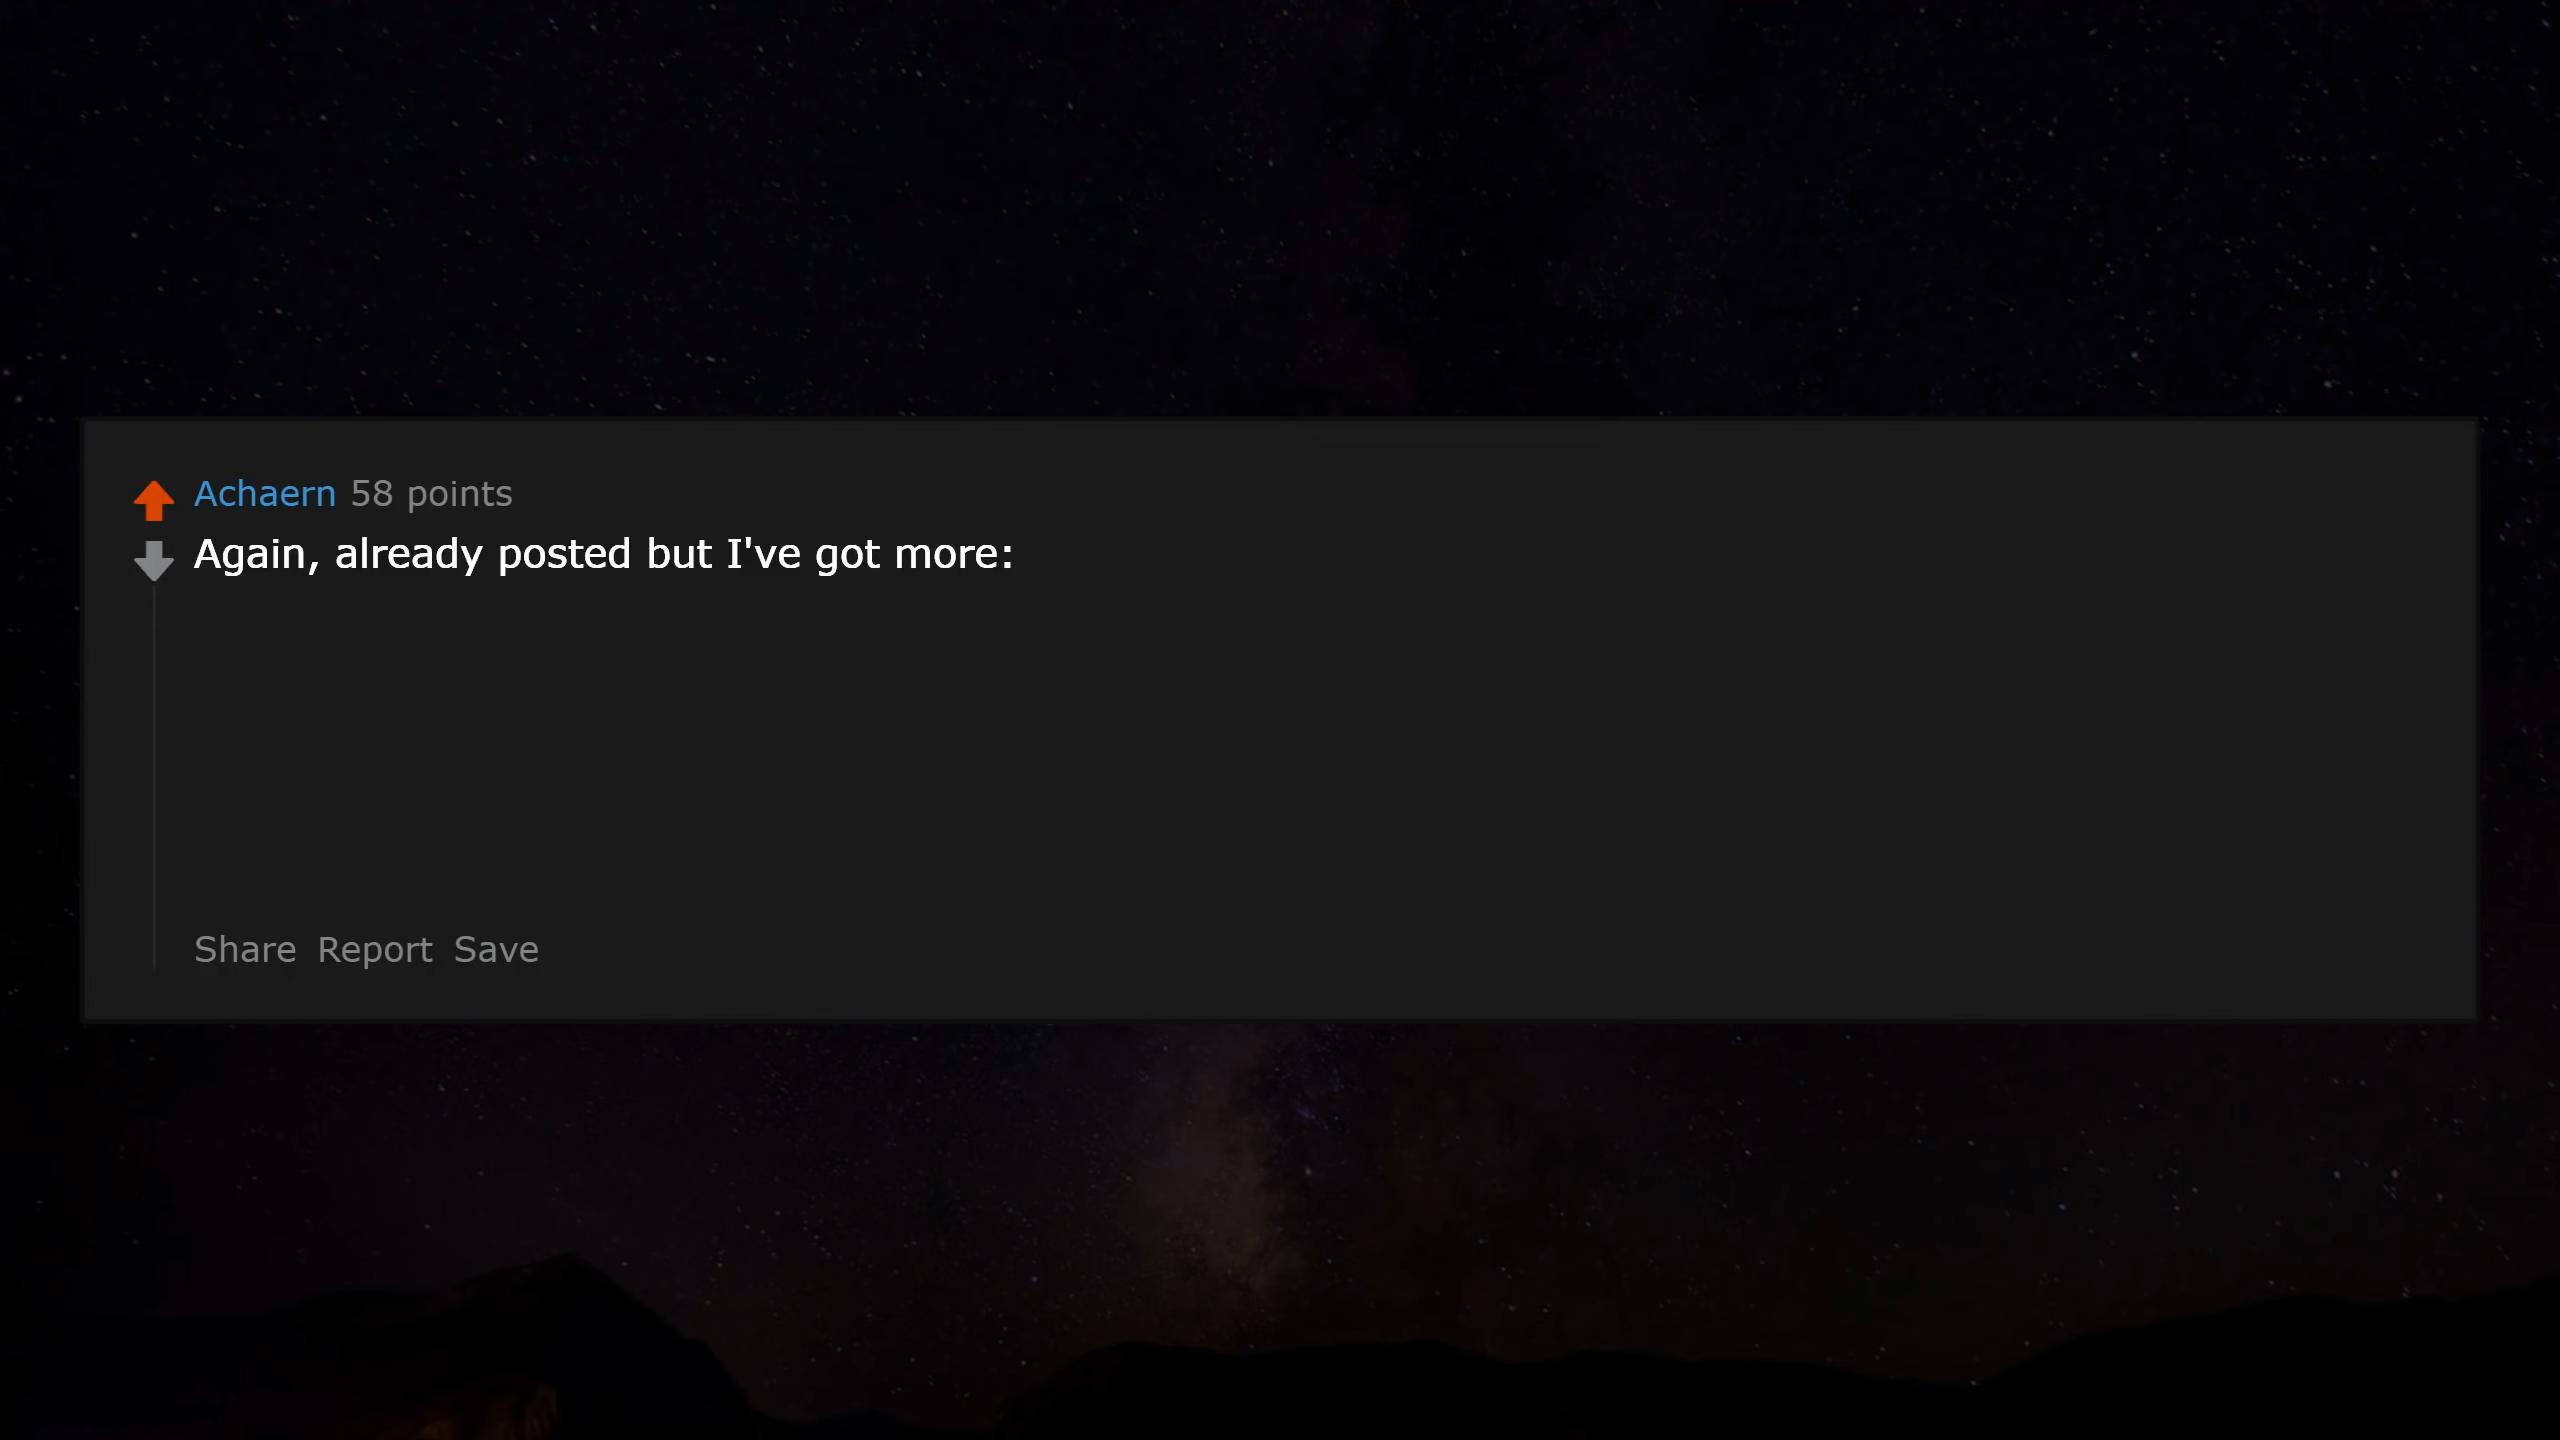 Achaern 58 points
Again, already posted but I've got more:
Share Report Save